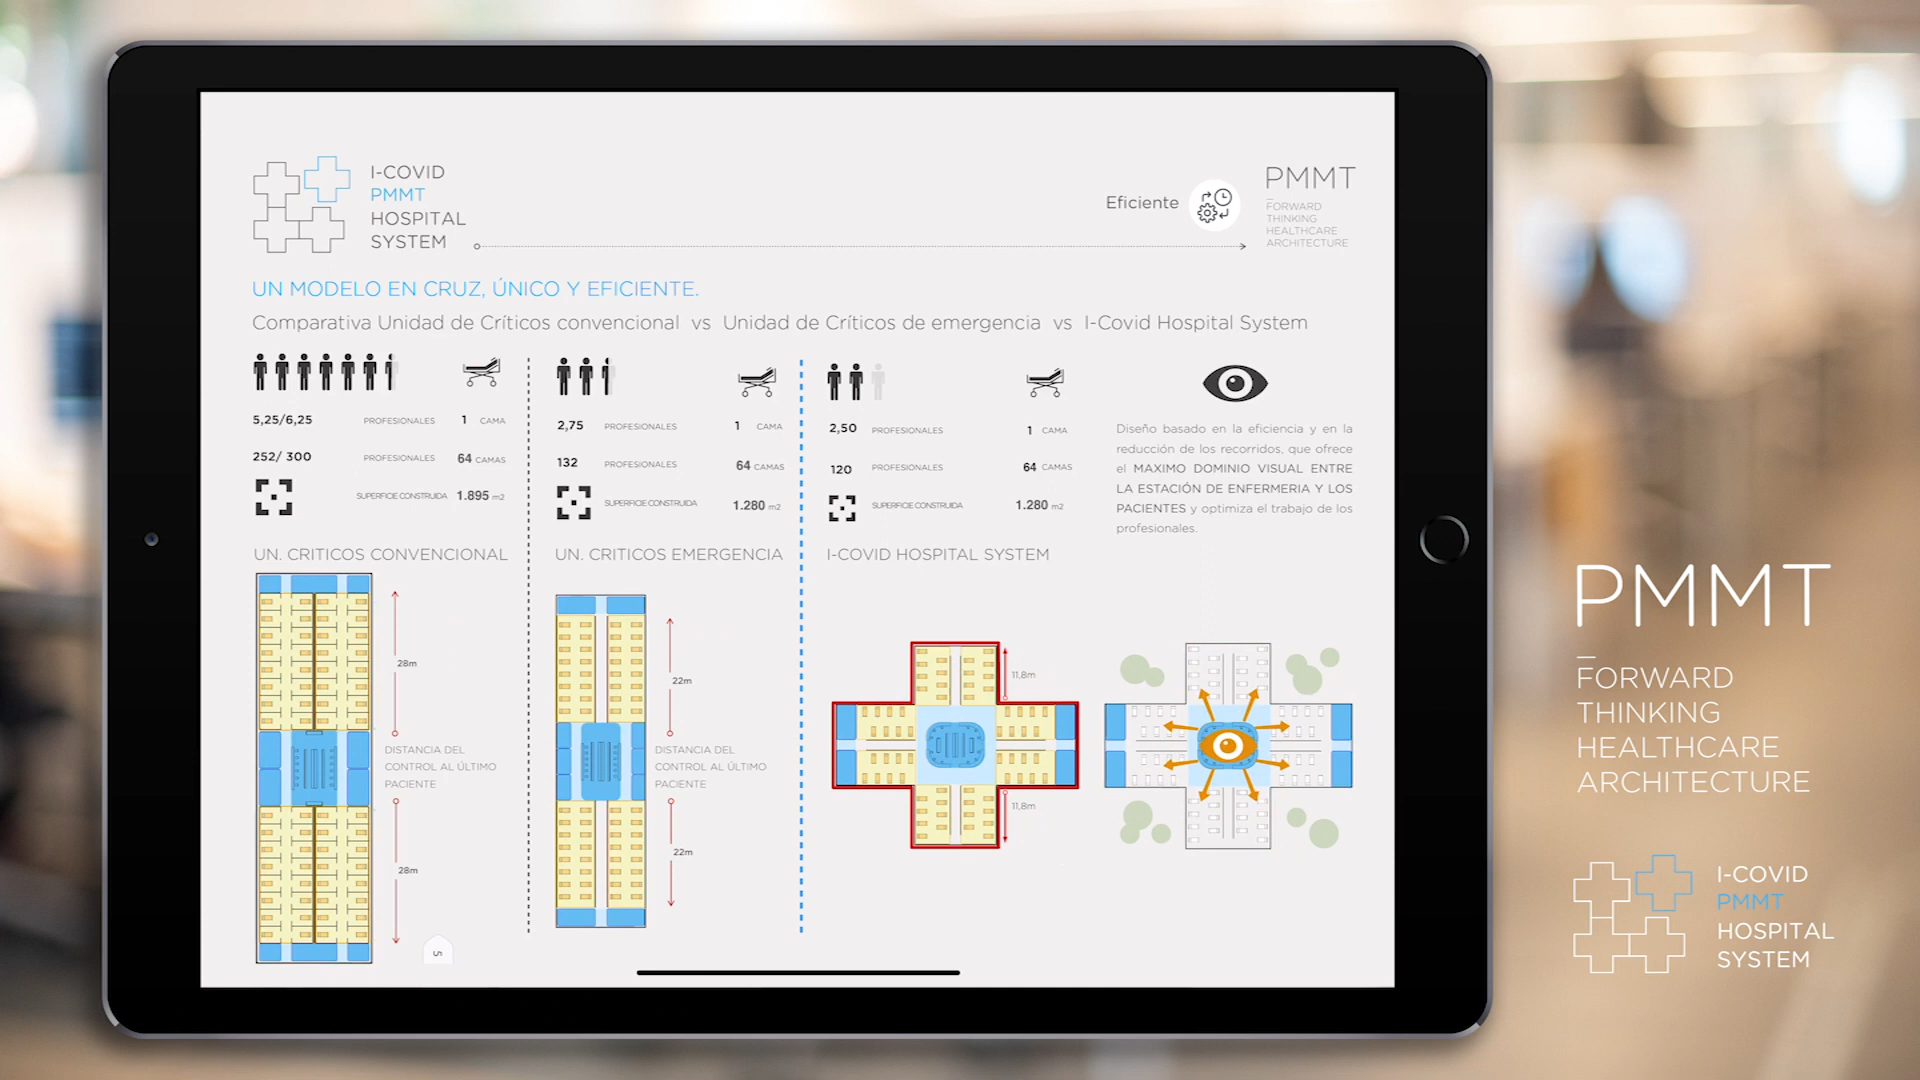 I-COVID
PMMT
HOSPITAL
SYSTEM
Eficiente
PMMT
FORWARD
THINKING
HEALTHCARE
ARCHITECTURE
UN MODELO EN CRUZ, ÚNICO Y EFICIENTE.
Comparativa Unidad de Críticos convencional vs Unidad de Críticos de emergencia vs I-Covid Hospital System
5,25/6,25 PROFESIONALES 1 CAMA
252/ 300 PROFESIONALES 64 CAMAS
SUPERFICIE CONSTRUIDA 1.895 m2
UN. CRITICOS CONVENCIONAL
28m
DISTANCIA DEL
CONTROL AL ÚLTIMO
PACIENTE
28m
5
2,75 PROFESIONALES 1 CAMA
132 PROFESIONALES 64 CAMAS
SUPERFICIE CONSTRUIDA 1.280 m2
UN. CRITICOS EMERGENCIA
22m
DISTANCIA DEL
CONTROL AL ÚLTIMO
PACIENTE
22m
2,50 PROFESIONALES 1 CAMA
120 PROFESIONALES 64 CAMAS
SUPERFICIE CONSTRUIDA 1.280 m2
I-COVID HOSPITAL SYSTEM
11,8m
11,8m
Diseño basado en la eficiencia y en la
reducción de los recorridos, que ofrece
el MAXIMO DOMINIO VISUAL ENTRE
LA ESTACIÓN DE ENFERMERIA Y LOS
PACIENTES y optimiza el trabajo de los
profesionales.
PMMT
FORWARD
THINKING
HEALTHCARE
ARCHITECTURE
I-COVID
PMMT
HOSPITAL
SYSTEM